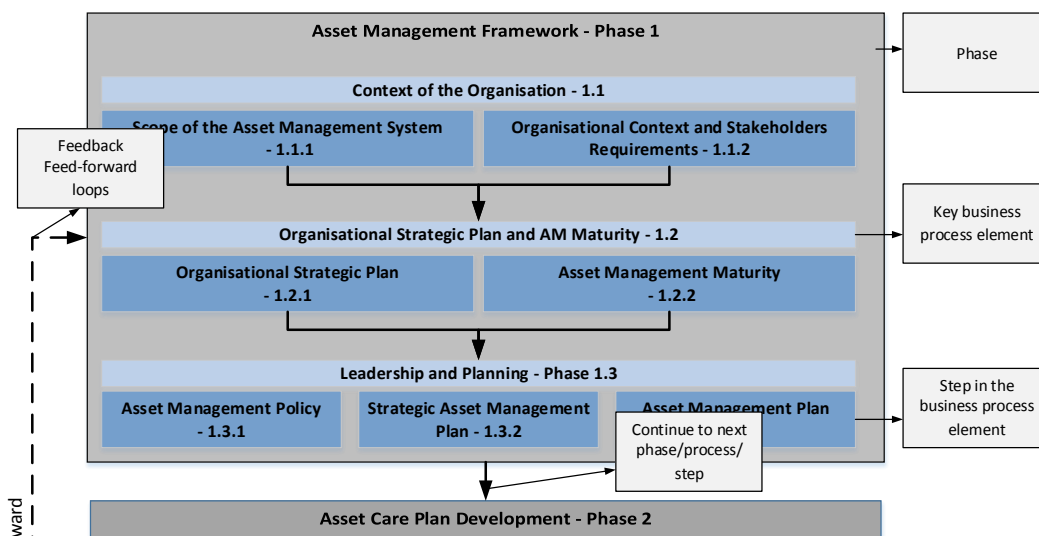 Asset Management Framework - Phase 1
Phase
Context of the Organisation - 1.1
Scope of the Asset Management System
- 1.1.1
Organisational Context and Stakeholders
Requirements - 1.1.2
Feedback
Feed-forward
loops
Organisational Strategic Plan and AM Maturity - 1.2
Key business
process element
Organisational Strategic Plan
- 1.2.1
Asset Management Maturity
- 1.2.2
Leadership and Planning - Phase 1.3
Asset Management Policy
- 1.3.1
Strategic Asset Management
Plan - 1.3.2
Asset Management Plan
Step in the
business process
element
Continue to next
phase/process/
step
Asset Care Plan Development - Phase 2
ward